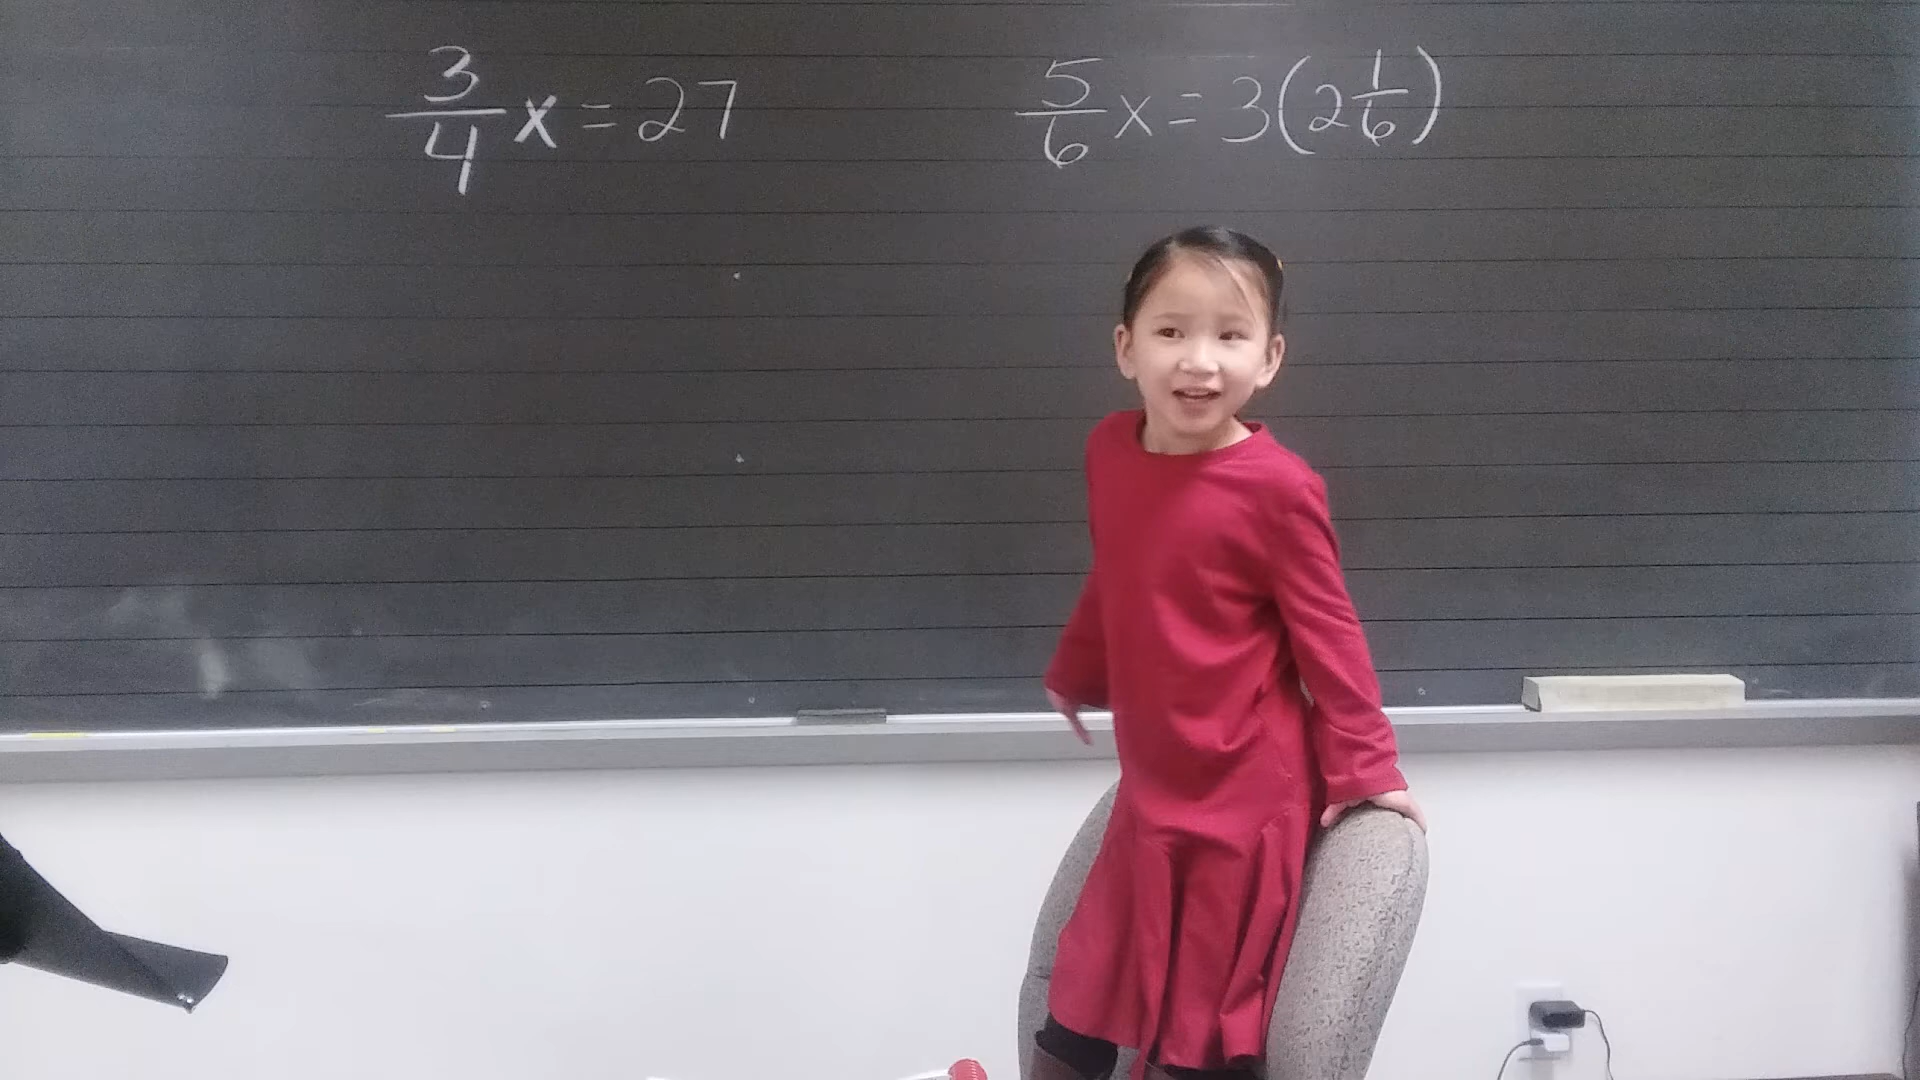 3/4 x = 27
5/6 x = 3(2 1/6)